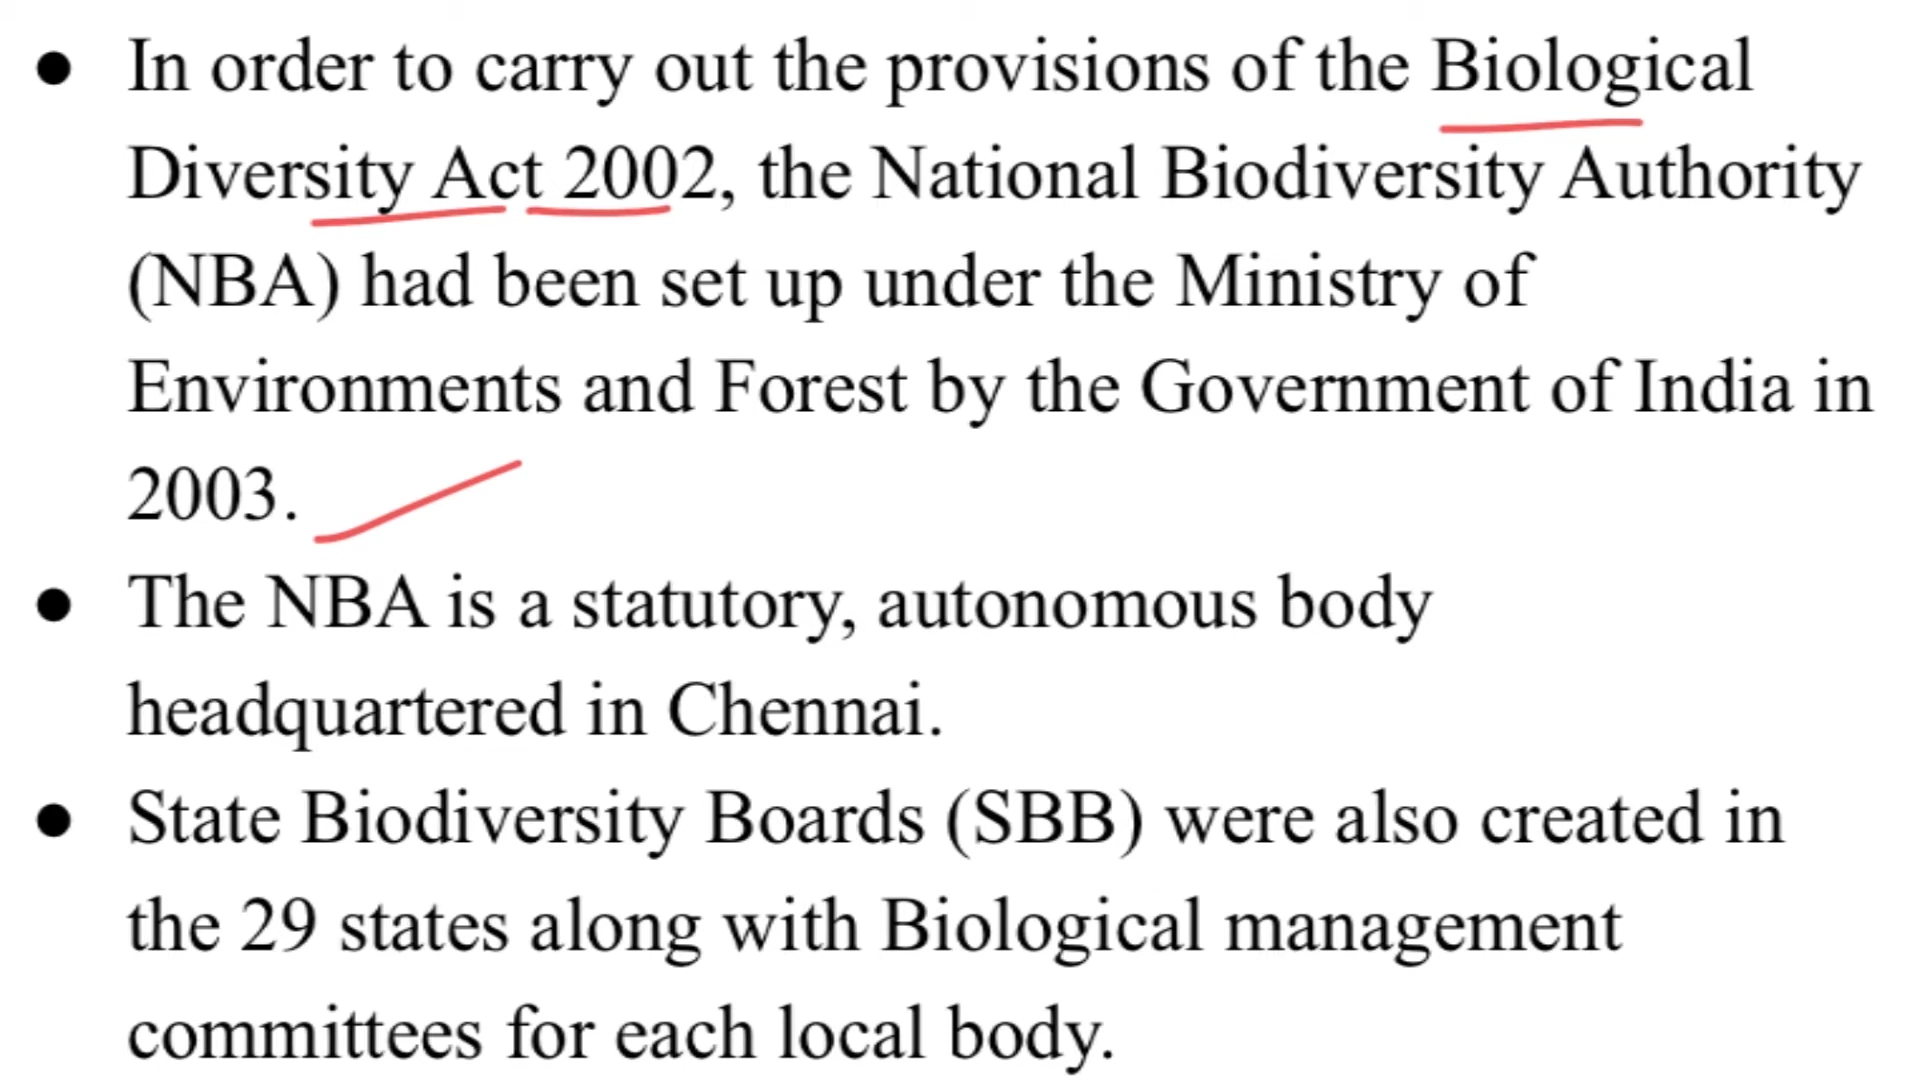 ● In order to carry out the provisions of the Biological
Diversity Act 2002, the National Biodiversity Authority
(NBA) had been set up under the Ministry of
Environments and Forest by the Government of India in
2003.
● The NBA is a statutory, autonomous body
headquartered in Chennai.
● State Biodiversity Boards (SBB) were also created in
the 29 states along with Biological management
committees for each local body.